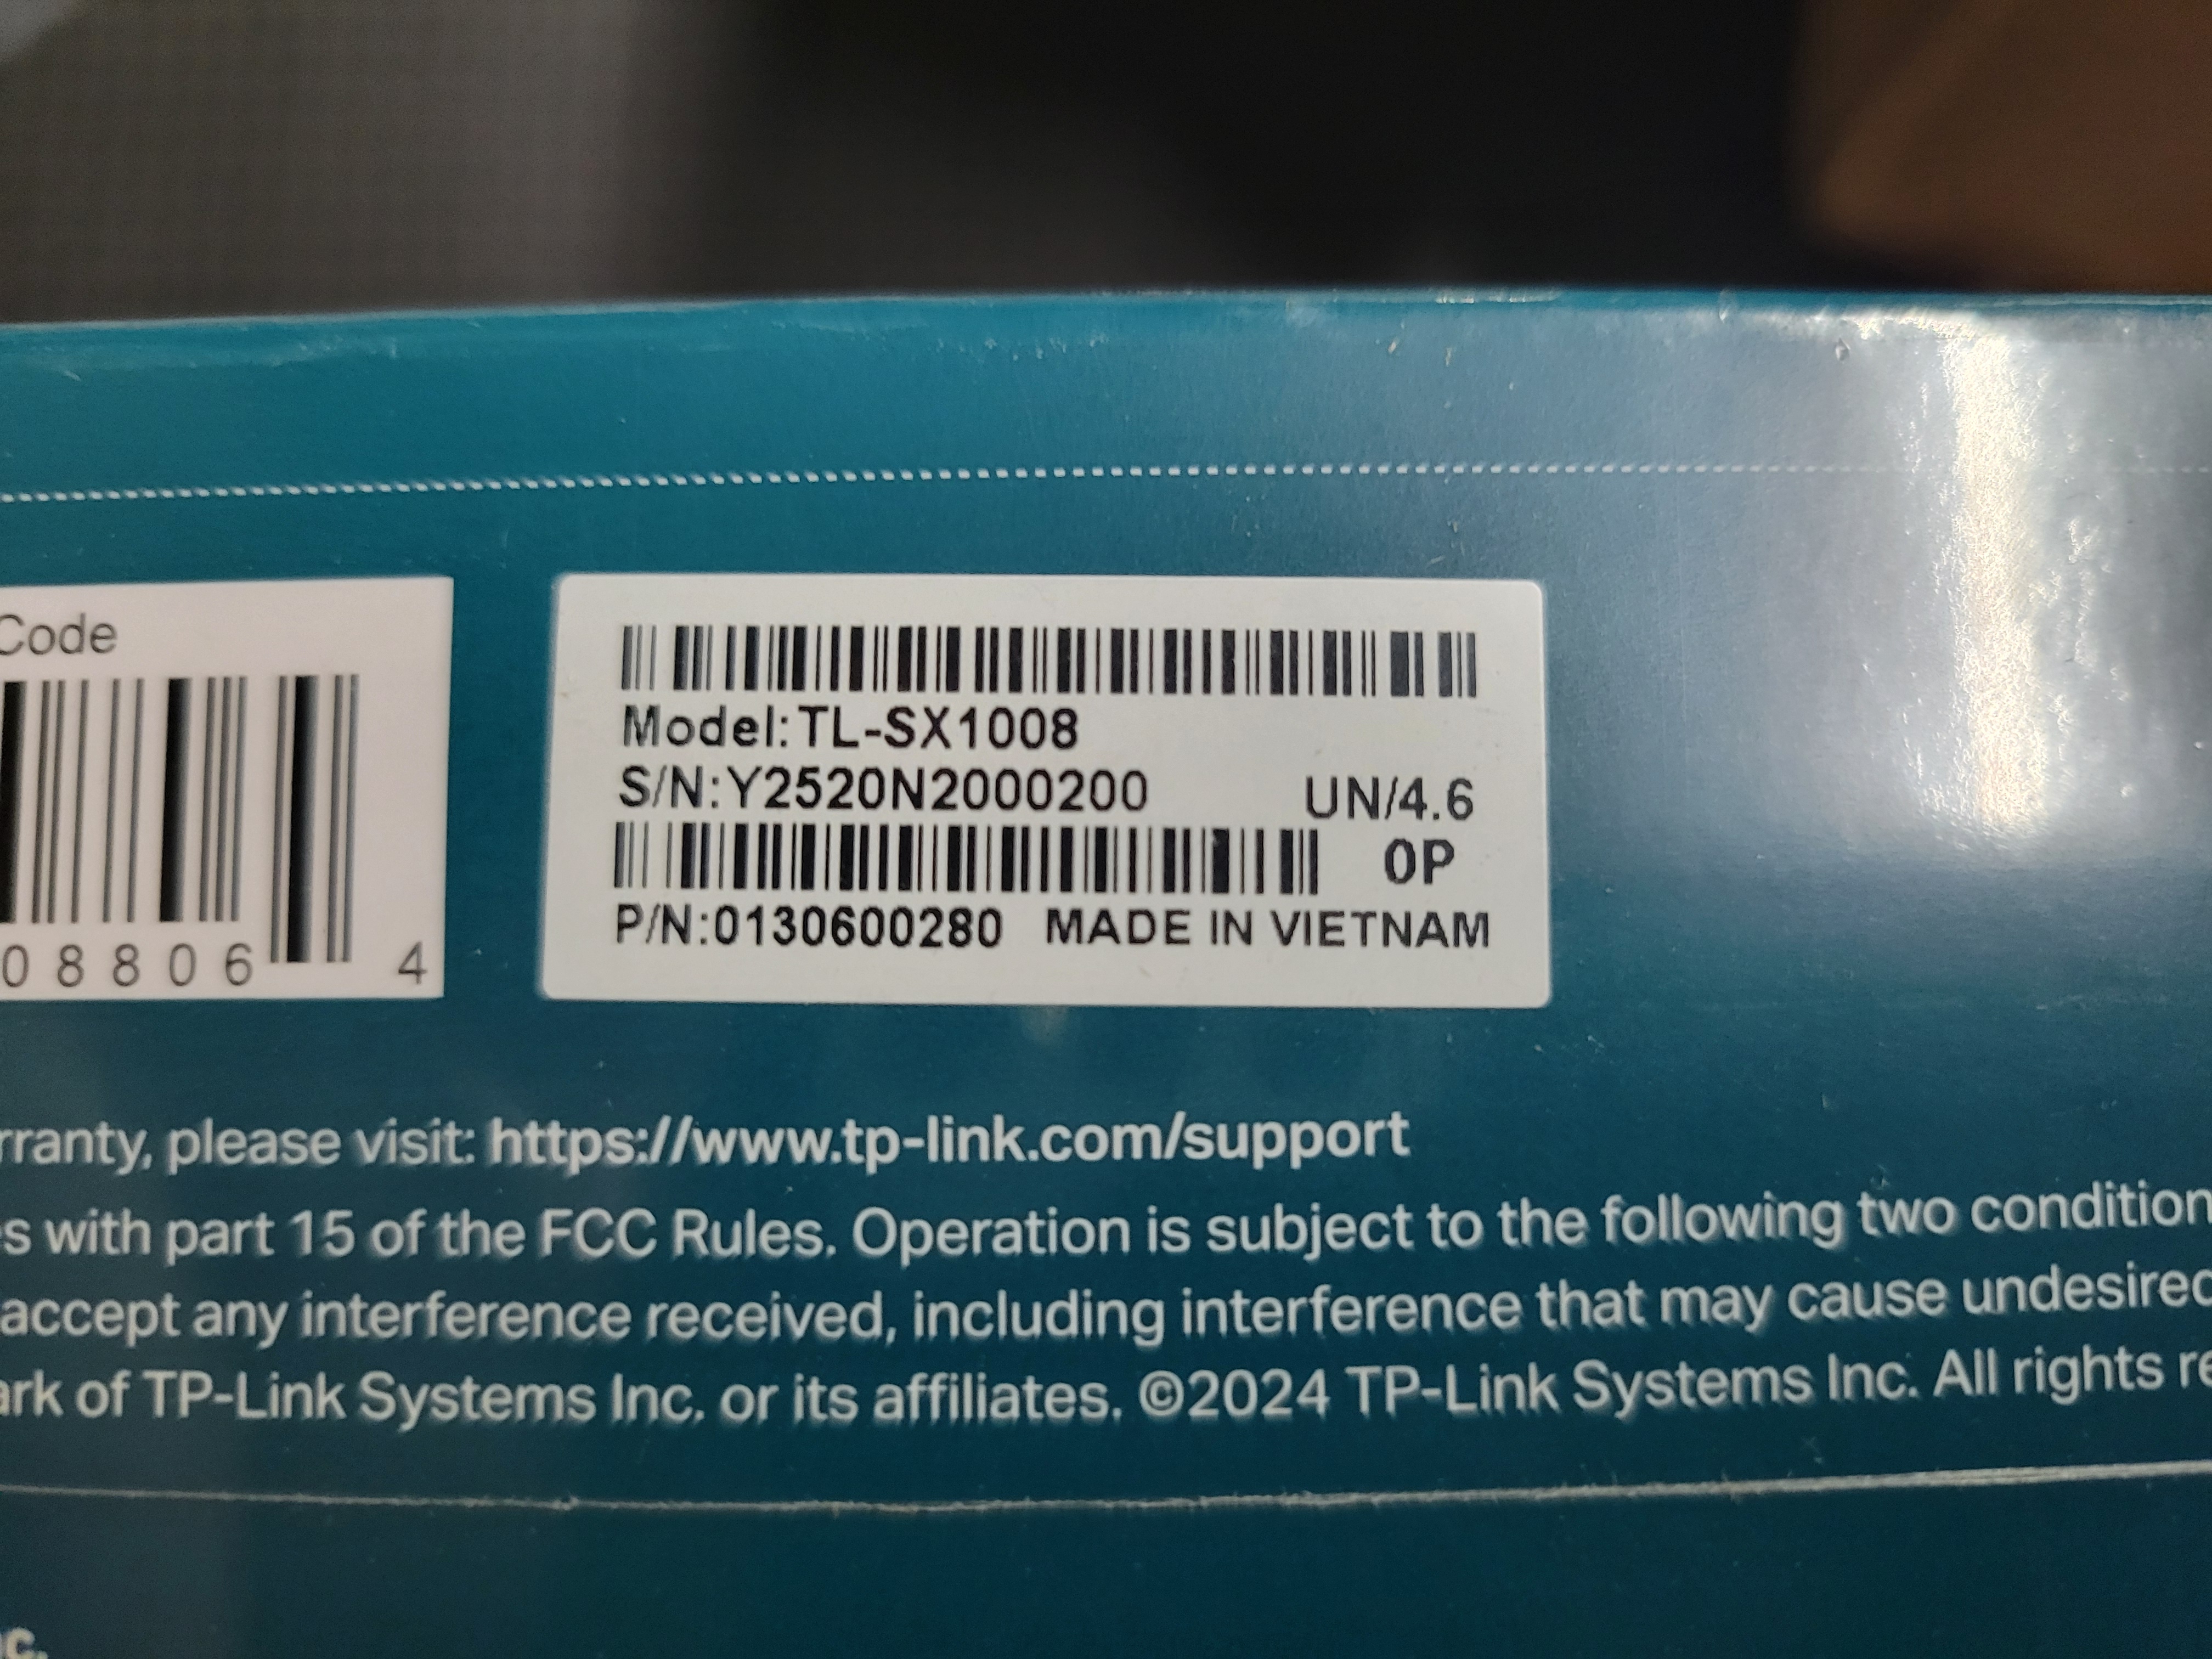 Code
08806 4
Model:TL-SX1008
S/N:Y2520N2000200 UN/4.6
0P
P/N:0130600280 MADE IN VIETNAM
rranty, please visit: https://www.tp-link.com/support
s with part 15 of the FCC Rules. Operation is subject to the following two condition
accept any interference received, including interference that may cause undesired
ark of TP-Link Systems Inc. or its affiliates. ©2024 TP-Link Systems Inc. All rights re
c.